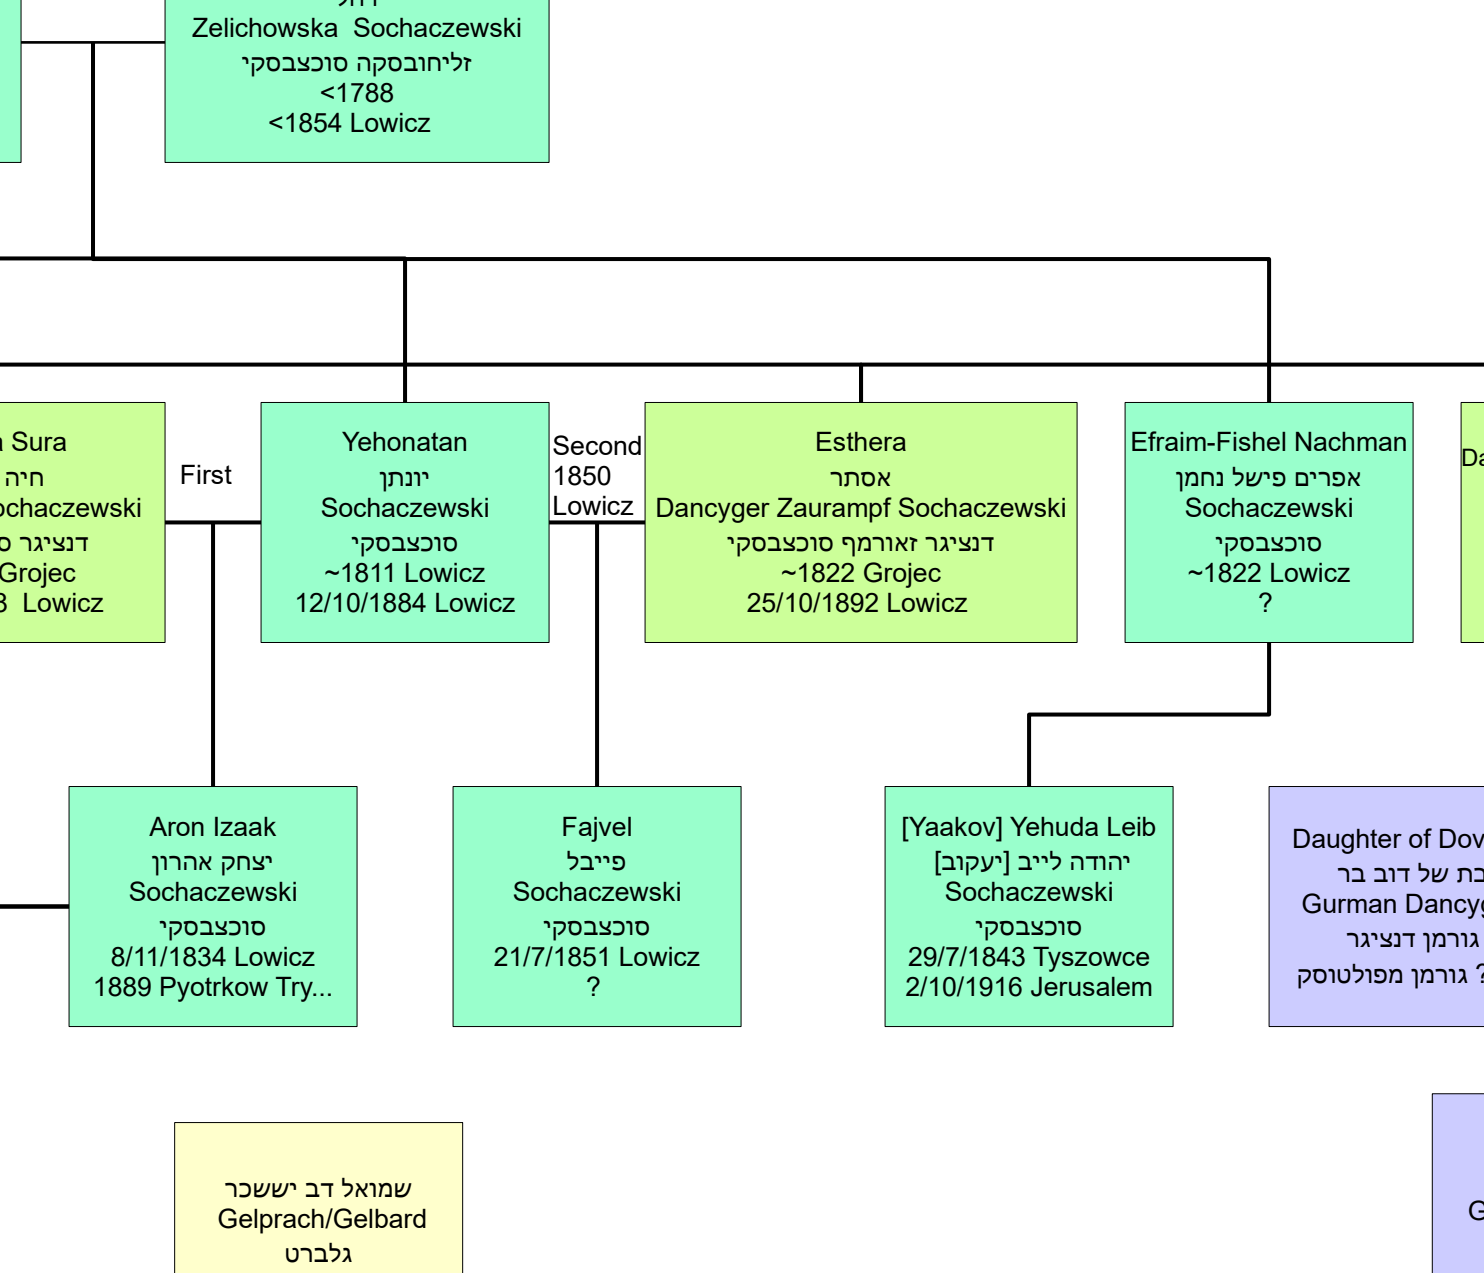 Zelichowska Sochaczewski
זליחובסקה סוכצבסקי
<1788
<1854 Lowicz
Sura
חיה
דנציגר
Grojec
Lowicz
First
Yehonatan
יונתן
Sochaczewski
סוכצבסקי
~1811 Lowicz
12/10/1884 Lowicz
Second
1850
Lowicz
Esthera
אסתר
Dancyger Zaurampf Sochaczewski
דנציגר זאורמף סוכצבסקי
~1822 Grojec
25/10/1892 Lowicz
Efraim-Fishel Nachman
אפרים פישל נחמן
Sochaczewski
סוכצבסקי
~1822 Lowicz
?
Aron Izaak
יצחק אהרון
Sochaczewski
סוכצבסקי
8/11/1834 Lowicz
1889 Pyotrkow Try...
Fajvel
פייבל
Sochaczewski
סוכצבסקי
21/7/1851 Lowicz
?
[Yaakov] Yehuda Leib
יהודה לייב [יעקוב]
Sochaczewski
סוכצבסקי
29/7/1843 Tyszowce
2/10/1916 Jerusalem
Daughter of Dov
בת של דוב בר
Gurman
גורמן דנציגר
? גורמן מפולטוסק
שמואל דב יששכר
Gelprach/Gelbard
גלברט